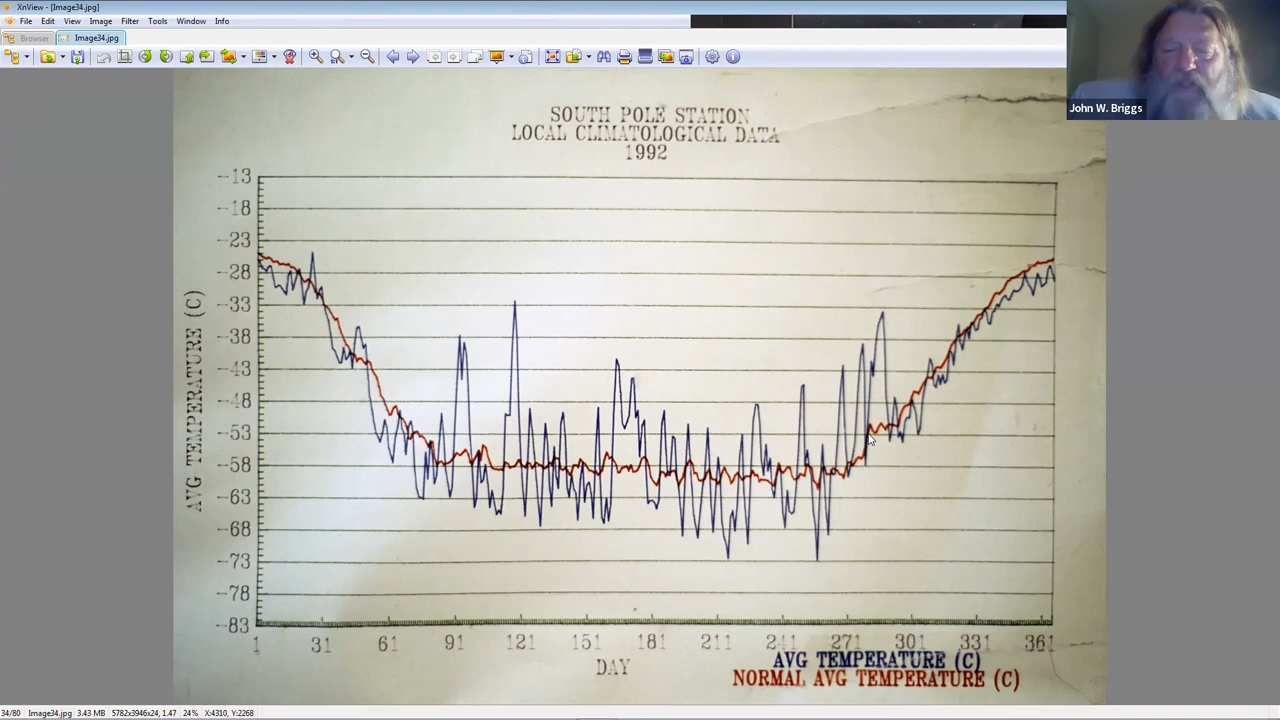 XnView - [Image34.jpg]
File Edit View Image Filter Tools Window Info
Browser Image34.jpg
John W. Briggs
SOUTH POLE STATION
LOCAL CLIMATOLOGICAL DATA
1992
-13
-18
-23
-28
-33
-38
-43
-48
-53
-58
-63
-68
-73
-78
-83
AVG TEMPERATURE (C)
1 31 61 91 121 151 181 211 241 271 301 331 361
DAY
AVG TEMPERATURE (C)
NORMAL AVG TEMPERATURE (C)
34/80 Image34.jpg 3.43 MB 5782x3946x24, 1.47 24% X:4310, Y:2268